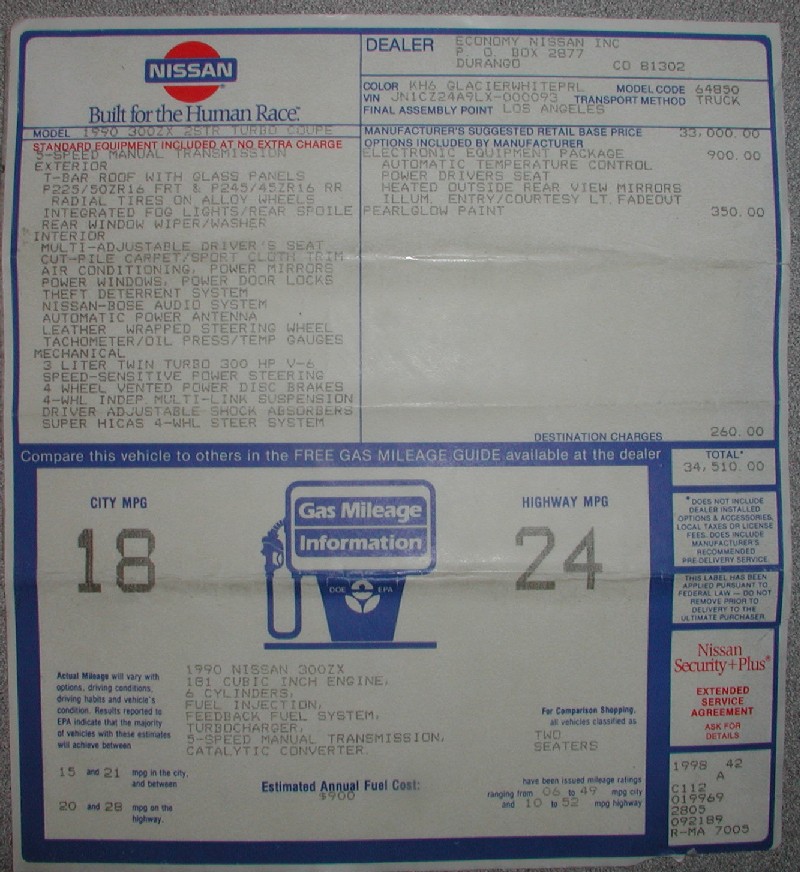 NISSAN
Built for the Human Race.
DEALER ECONOMY NISSAN INC
P. O. BOX 2877
DURANGO CO 81302
COLOR KH6 GLACIERWHITEPRL MODEL CODE 64850
VIN JN1CZ24A9LX-000093 TRANSPORT METHOD TRUCK
FINAL ASSEMBLY POINT LOS ANGELES
MODEL 1990 300ZX 2STR TURBO COUPE
STANDARD EQUIPMENT INCLUDED AT NO EXTRA CHARGE
5-SPEED MANUAL TRANSMISSION
EXTERIOR
T-BAR ROOF WITH GLASS PANELS
P225/50ZR16 FRT & P245/45ZR16 RR
RADIAL TIRES ON ALLOY WHEELS
INTEGRATED FOG LIGHTS/REAR SPOILE
REAR WINDOW WIPER/WASHER
INTERIOR
MULTI-ADJUSTABLE DRIVER'S SEAT
CUT-PILE CARPET/SPORT CLOTH TRIM
AIR CONDITIONING, POWER MIRRORS
POWER WINDOWS, POWER DOOR LOCKS
THEFT DETERRENT SYSTEM
NISSAN-BOSE AUDIO SYSTEM
AUTOMATIC POWER ANTENNA
LEATHER WRAPPED STEERING WHEEL
TACHOMETER/OIL PRESS/TEMP GAUGES
MECHANICAL
3 LITER TWIN TURBO 300 HP V-6
SPEED-SENSITIVE POWER STEERING
4 WHEEL VENTED POWER DISC BRAKES
4-WHL INDEP. MULTI-LINK SUSPENSION
DRIVER ADJUSTABLE SHOCK ABSORBERS
SUPER HICAS 4-WHL STEER SYSTEM
MANUFACTURER'S SUGGESTED RETAIL BASE PRICE 33,000.00
OPTIONS INCLUDED BY MANUFACTURER
ELECTRONIC EQUIPMENT PACKAGE 900.00
AUTOMATIC TEMPERATURE CONTROL
POWER DRIVERS SEAT
HEATED OUTSIDE REAR VIEW MIRRORS
ILLUM. ENTRY/COURTESY LT.FADEOUT
PEARLGLOW PAINT 350.00
DESTINATION CHARGES 260.00
Compare this vehicle to others in the FREE GAS MILEAGE GUIDE available at the dealer
TOTAL*
34,510.00
CITY MPG
18
Gas Mileage
Information
DOE EPA
HIGHWAY MPG
24
*DOES NOT INCLUDE
DEALER INSTALLED
OPTIONS & ACCESSORIES,
LOCAL TAXES OR LICENSE
FEES. DOES INCLUDE
MANUFACTURER'S
RECOMMENDED
PRE-DELIVERY SERVICE.
THIS LABEL HAS BEEN
APPLIED PURSUANT TO
FEDERAL LAW — DO NOT
REMOVE PRIOR TO
DELIVERY TO THE
ULTIMATE PURCHASER.
Actual Mileage will vary with
options, driving conditions,
driving habits and vehicle's
condition. Results reported to
EPA indicate that the majority
of vehicles with these estimates
will achieve between
15 and 21 mpg in the city,
and between
20 and 28 mpg on the
highway.
1990 NISSAN 300ZX
181 CUBIC INCH ENGINE,
6 CYLINDERS,
FUEL INJECTION,
FEEDBACK FUEL SYSTEM,
TURBOCHARGER,
5-SPEED MANUAL TRANSMISSION,
CATALYTIC CONVERTER.
Estimated Annual Fuel Cost:
$900
For Comparison Shopping,
all vehicles classified as
TWO
SEATERS
have been issued mileage ratings
ranging from 06 to 49 mpg city
and 10 to 52 mpg highway
Nissan
Security+Plus
EXTENDED
SERVICE
AGREEMENT
ASK FOR
DETAILS
1998 42
A
C112
019969
2805
092189
R-MA 7005